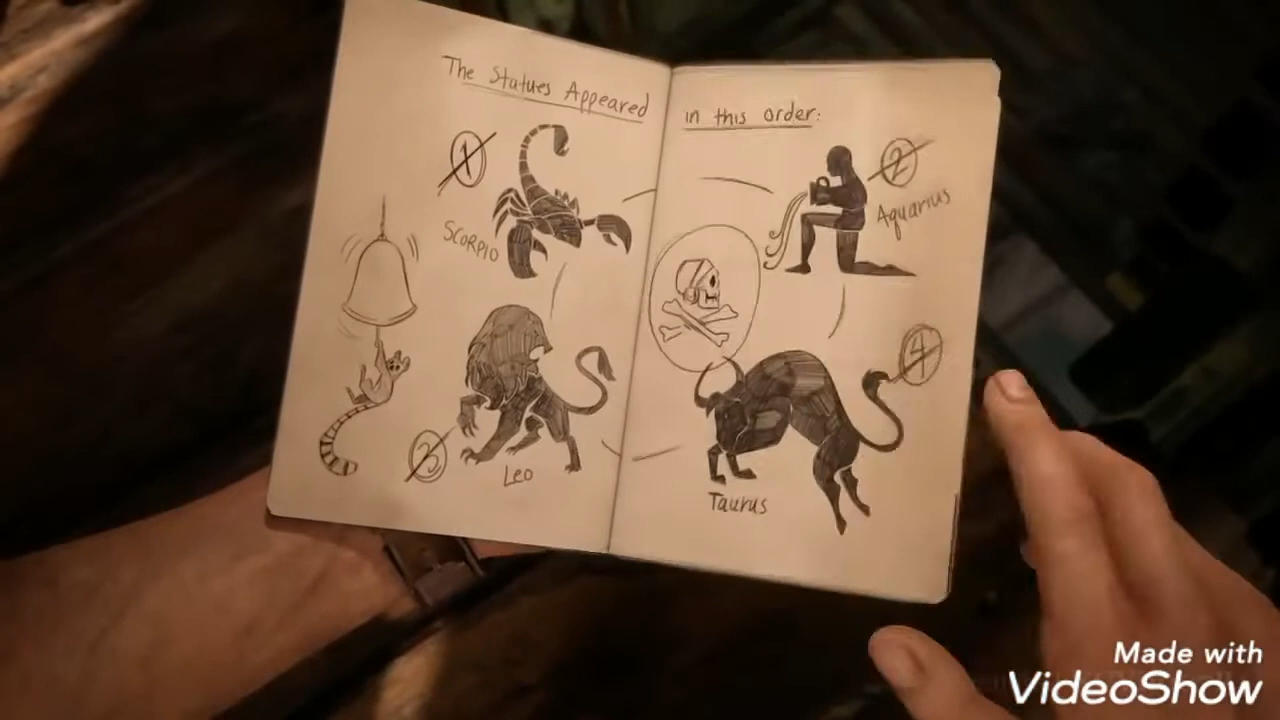 The Statues Appeared in this order:
1
2
SCORPIO
Aquarius
3
4
Leo
Taurus
Made with
VideoShow